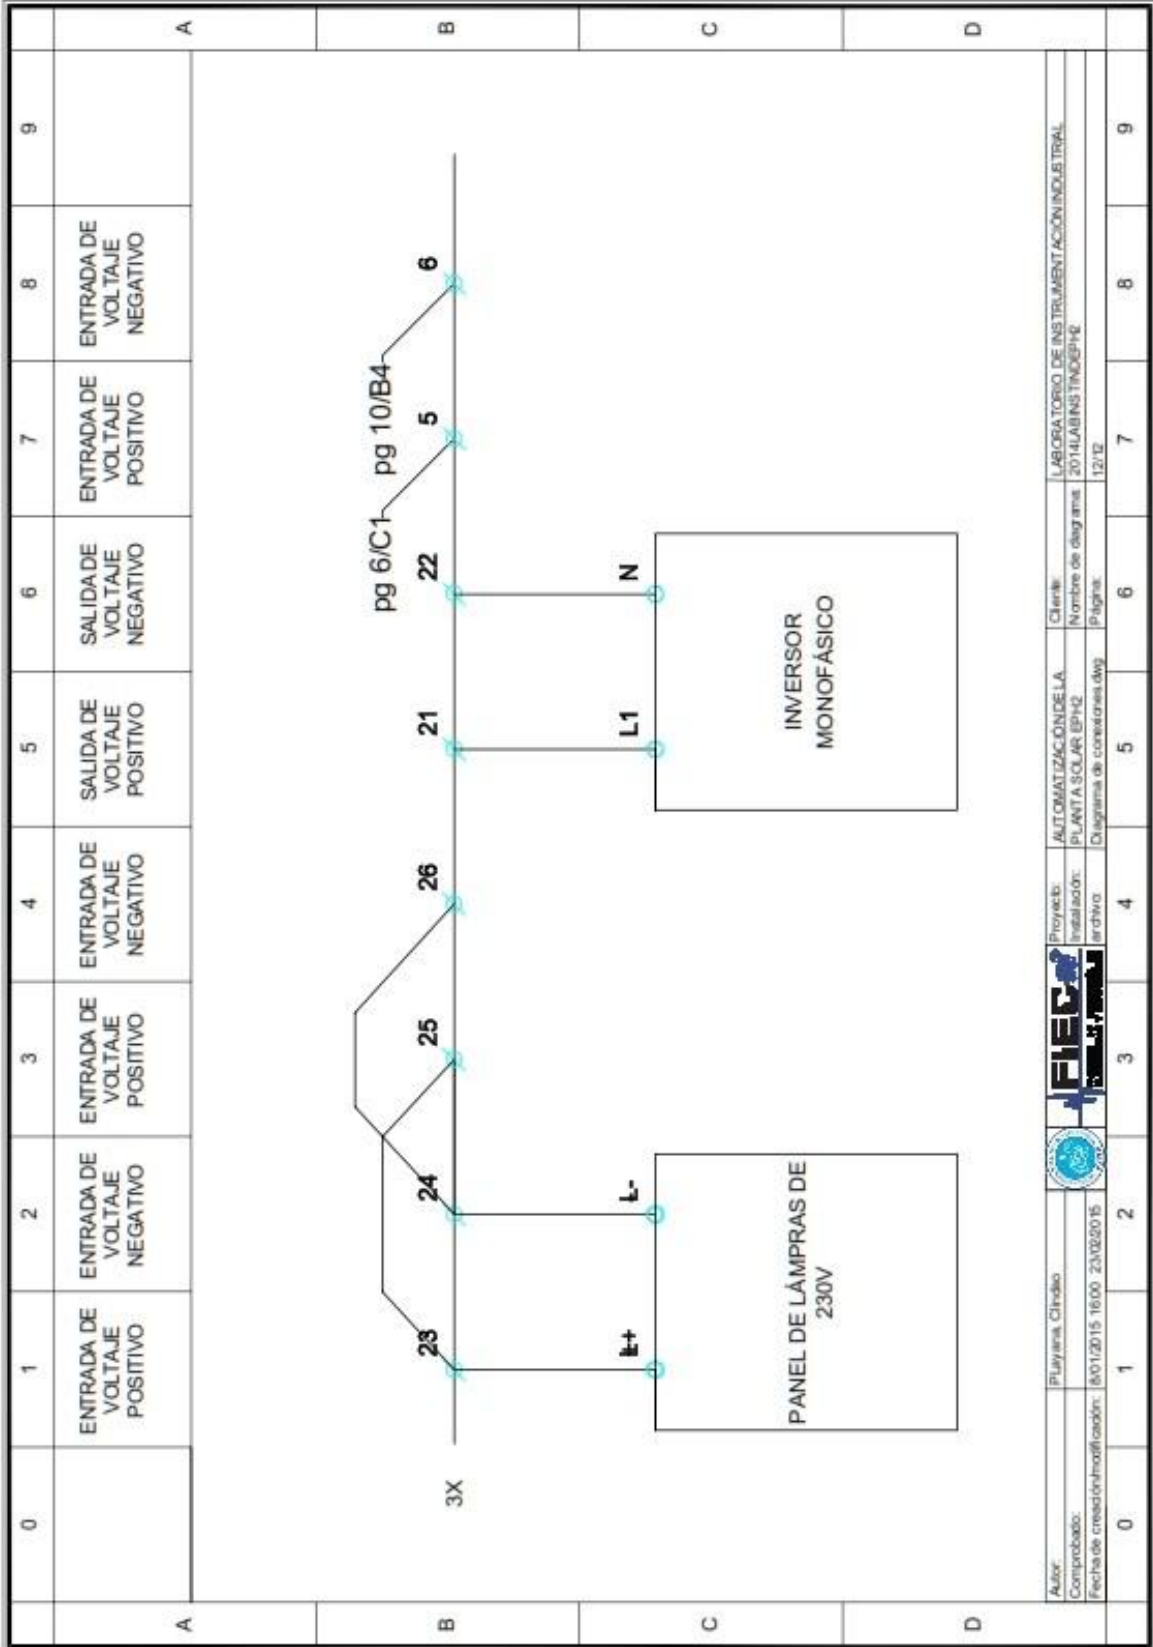 0 1 2 3 4 5 6 7 8 9
ENTRADA DE
VOLTAJE
POSITIVO
ENTRADA DE
VOLTAJE
NEGATIVO
ENTRADA DE
VOLTAJE
POSITIVO
ENTRADA DE
VOLTAJE
NEGATIVO
SALIDA DE
VOLTAJE
POSITIVO
SALIDA DE
VOLTAJE
NEGATIVO
ENTRADA DE
VOLTAJE
POSITIVO
ENTRADA DE
VOLTAJE
NEGATIVO
A
A
B
B
C
C
D
D
pg 6/C1
pg 10/B4
3X
23 24 25 26 21 22 5 6
L+ L- L1 N
PANEL DE LÁMPRAS DE
230V
INVERSOR
MONOFÁSICO
Autor:
Playana, Clindao
Comprobado:
Fecha de creación/modificación: 8/01/2015 16:00 23/02/2015
FIEC
Proyecto: AUTOMATIZACIÓN DE LA
Instalación: PLANTA SOLAR EPH2
archivo: Diagrama de conexiones.dwg
Cliente: LABORATORIO DE INSTRUMENTACIÓN INDUSTRIAL
Nombre de diagrama: 2014LABINSTINDEPH2
Página: 12/12
0 1 2 3 4 5 6 7 8 9